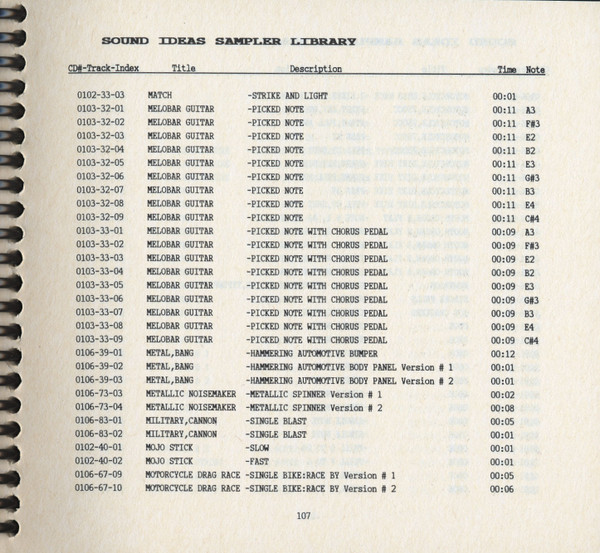 SOUND IDEAS SAMPLER LIBRARY
CD#-Track-Index Title Description Time Note
0102-33-03 MATCH -STRIKE AND LIGHT 00:01
0103-32-01 MELOBAR GUITAR -PICKED NOTE 00:11 A3
0103-32-02 MELOBAR GUITAR -PICKED NOTE 00:11 F#3
0103-32-03 MELOBAR GUITAR -PICKED NOTE 00:11 E2
0103-32-04 MELOBAR GUITAR -PICKED NOTE 00:11 B2
0103-32-05 MELOBAR GUITAR -PICKED NOTE 00:11 E3
0103-32-06 MELOBAR GUITAR -PICKED NOTE 00:11 G#3
0103-32-07 MELOBAR GUITAR -PICKED NOTE 00:11 B3
0103-32-08 MELOBAR GUITAR -PICKED NOTE 00:11 E4
0103-32-09 MELOBAR GUITAR -PICKED NOTE 00:11 C#4
0103-33-01 MELOBAR GUITAR -PICKED NOTE WITH CHORUS PEDAL 00:09 A3
0103-33-02 MELOBAR GUITAR -PICKED NOTE WITH CHORUS PEDAL 00:09 F#3
0103-33-03 MELOBAR GUITAR -PICKED NOTE WITH CHORUS PEDAL 00:09 E2
0103-33-04 MELOBAR GUITAR -PICKED NOTE WITH CHORUS PEDAL 00:09 B2
0103-33-05 MELOBAR GUITAR -PICKED NOTE WITH CHORUS PEDAL 00:09 E3
0103-33-06 MELOBAR GUITAR -PICKED NOTE WITH CHORUS PEDAL 00:09 G#3
0103-33-07 MELOBAR GUITAR -PICKED NOTE WITH CHORUS PEDAL 00:09 B3
0103-33-08 MELOBAR GUITAR -PICKED NOTE WITH CHORUS PEDAL 00:09 E4
0103-33-09 MELOBAR GUITAR -PICKED NOTE WITH CHORUS PEDAL 00:09 C#4
0106-39-01 METAL,BANG -HAMMERING AUTOMOTIVE BUMPER 00:12
0106-39-02 METAL,BANG -HAMMERING AUTOMOTIVE BODY PANEL Version # 1 00:01
0106-39-03 METAL,BANG -HAMMERING AUTOMOTIVE BODY PANEL Version # 2 00:01
0106-73-03 METALLIC NOISEMAKER -METALLIC SPINNER Version # 1 00:02
0106-73-04 METALLIC NOISEMAKER -METALLIC SPINNER Version # 2 00:08
0106-83-01 MILITARY,CANNON -SINGLE BLAST 00:05
0106-83-02 MILITARY,CANNON -SINGLE BLAST 00:01
0102-40-01 MOJO STICK -SLOW 00:01
0102-40-02 MOJO STICK -FAST 00:01
0106-67-09 MOTORCYCLE DRAG RACE -SINGLE BIKE:RACE BY Version # 1 00:05
0106-67-10 MOTORCYCLE DRAG RACE -SINGLE BIKE:RACE BY Version # 2 00:06
107